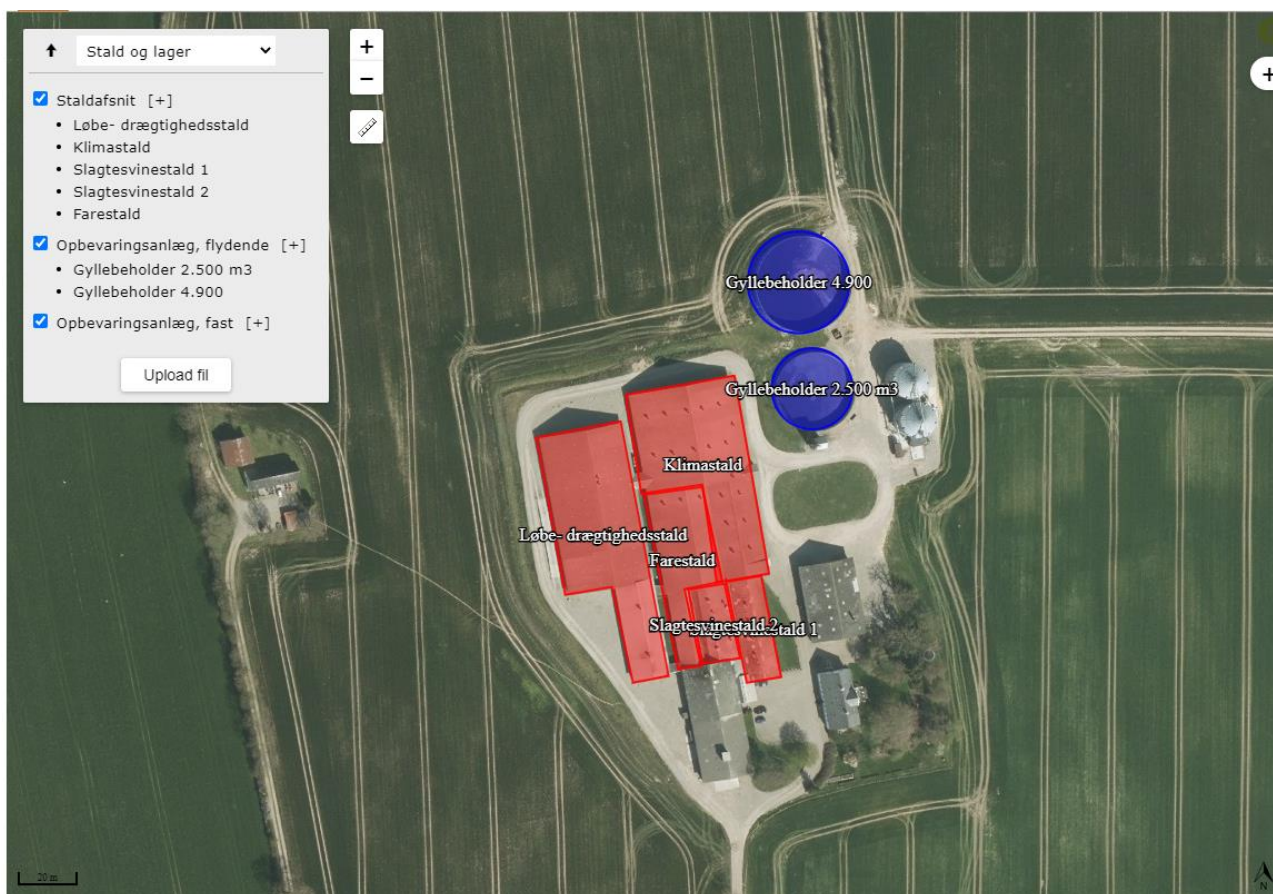 Stald og lager
Staldafsnit [+]
Løbe- drægtighedsstald
Klimastald
Slagtesvinestald 1
Slagtesvinestald 2
Farestald
Opbevaringsanlæg, flydende [+]
Gyllebeholder 2.500 m3
Gyllebeholder 4.900
Opbevaringsanlæg, fast [+]
Upload fil
+
−
+
Gyllebeholder 4.900
Gyllebeholder 2.500 m3
Klimastald
Løbe- drægtighedsstald
Farestald
Slagtesvinestald 2
Slagtesvinestald 1
20 m
N